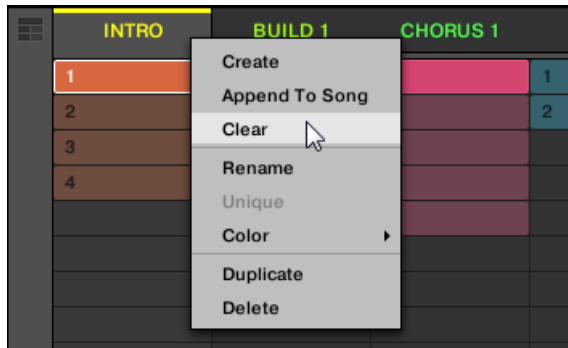 INTRO BUILD 1 CHORUS 1
1 1
2 2
3
4
Create
Append To Song
Clear
Rename
Unique
Color
Duplicate
Delete